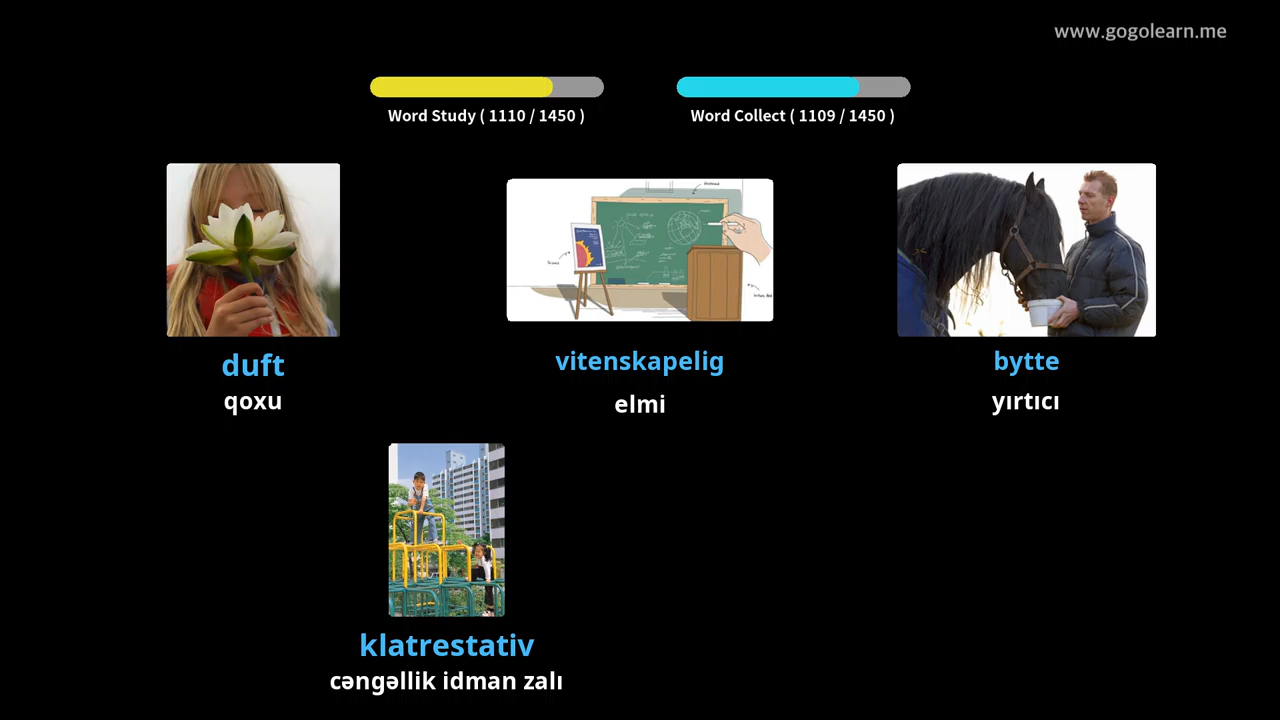 www.gogolearn.me
Word Study ( 1110 / 1450 )
Word Collect ( 1109 / 1450 )
duft
vitenskapelig
bytte
qoxu
elmi
yırtıcı
klatrestativ
cəngəllik idman zalı